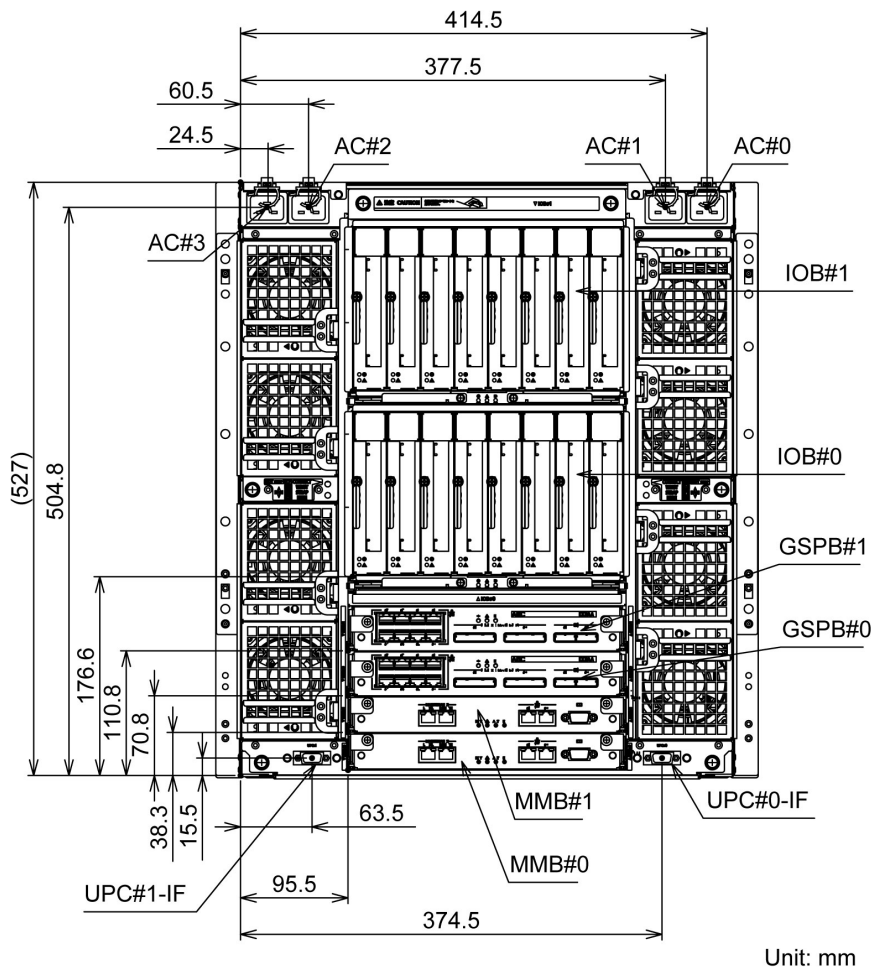 414.5
377.5
60.5
24.5
AC#2
AC#1
AC#0
CAUTION
AC#3
IOB#1
(527)
504.8
IOB#0
GSPB#1
176.6
GSPB#0
110.8
70.8
38.3
15.5
63.5
MMB#1
UPC#0-IF
MMB#0
95.5
UPC#1-IF
374.5
Unit: mm